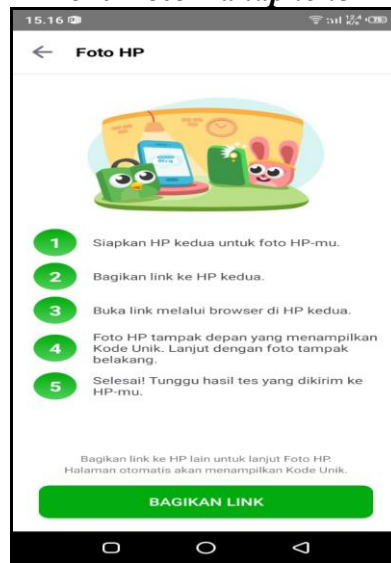 15.16
12,4
K/s
Foto HP
1 Siapkan HP kedua untuk foto HP-mu.
2 Bagikan link ke HP kedua.
3 Buka link melalui browser di HP kedua.
4 Foto HP tampak depan yang menampilkan
Kode Unik. Lanjut dengan foto tampak
belakang.
5 Selesai! Tunggu hasil tes yang dikirim ke
HP-mu.
Bagikan link ke HP lain untuk lanjut Foto HP.
Halaman otomatis akan menampilkan Kode Unik.
BAGIKAN LINK